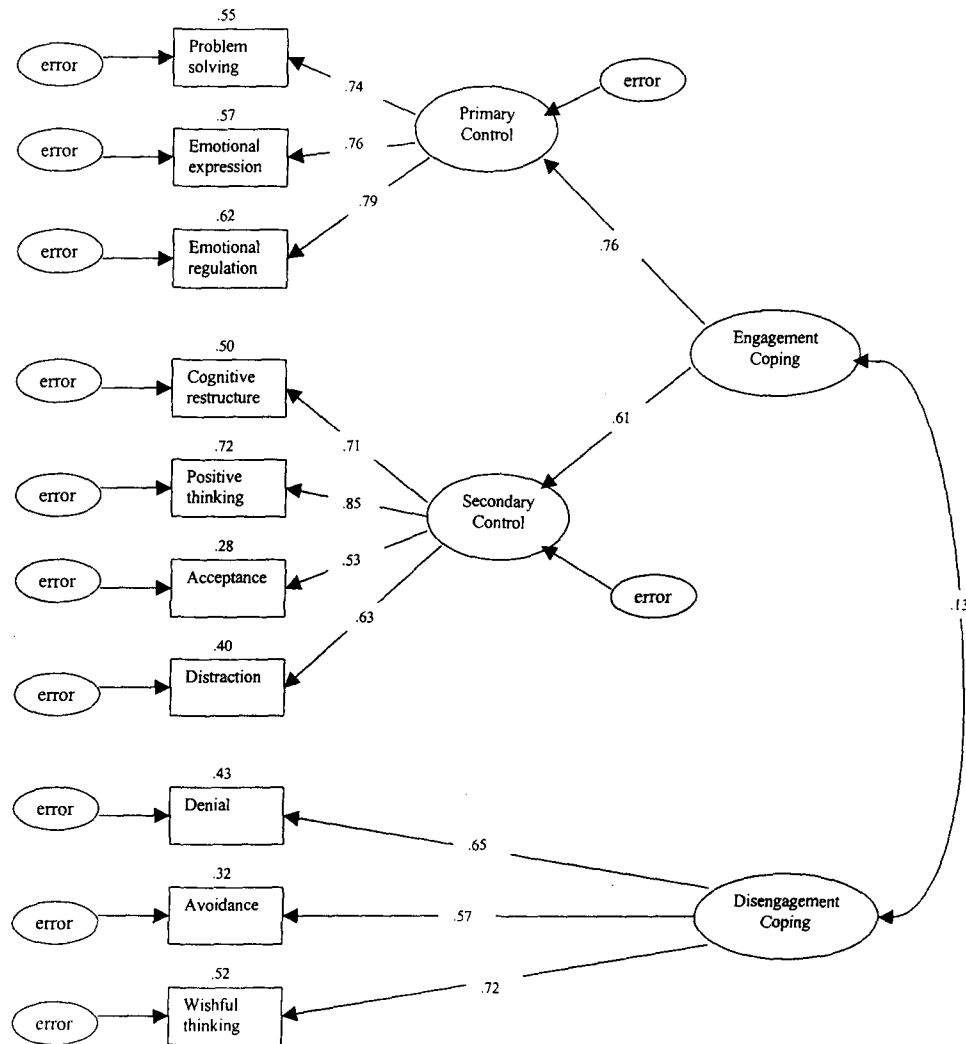 .55
error
Problem
solving
.74
error
Primary
Control
.57
error
Emotional
expression
.76
.79
.62
error
Emotional
regulation
.76
Engagement
Coping
.50
error
Cognitive
restructure
.61
.71
.72
error
Positive
thinking
.85
Secondary
Control
.28
error
Acceptance
.53
error
.13
.63
.40
error
Distraction
.43
error
Denial
.65
.32
error
Avoidance
.57
Disengagement
Coping
.52
error
Wishful
thinking
.72